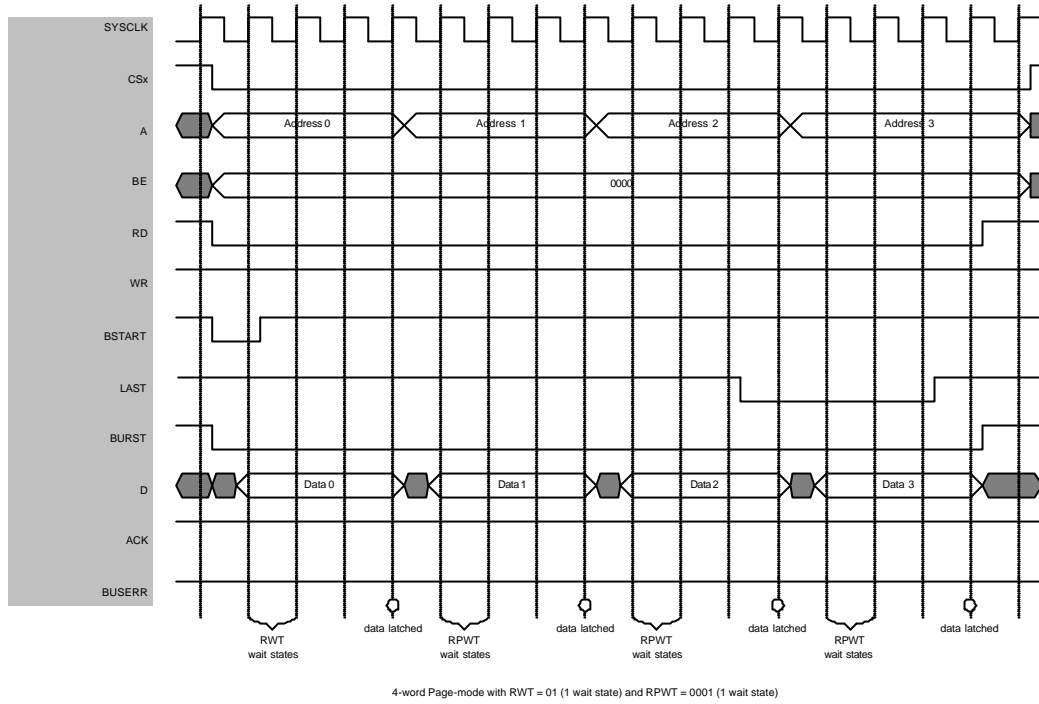 SYSCLK
CSx
A
Address 0
Address 1
Address 2
Address 3
BE
0000
RD
WR
BSTART
LAST
BURST
D
Data 0
Data 1
Data 2
Data 3
ACK
BUSERR
RWT
wait states
data latched
RPWT
wait states
data latched
RPWT
wait states
data latched
RPWT
wait states
data latched
4-word Page-mode with RWT = 01 (1 wait state) and RPWT = 0001 (1 wait state)